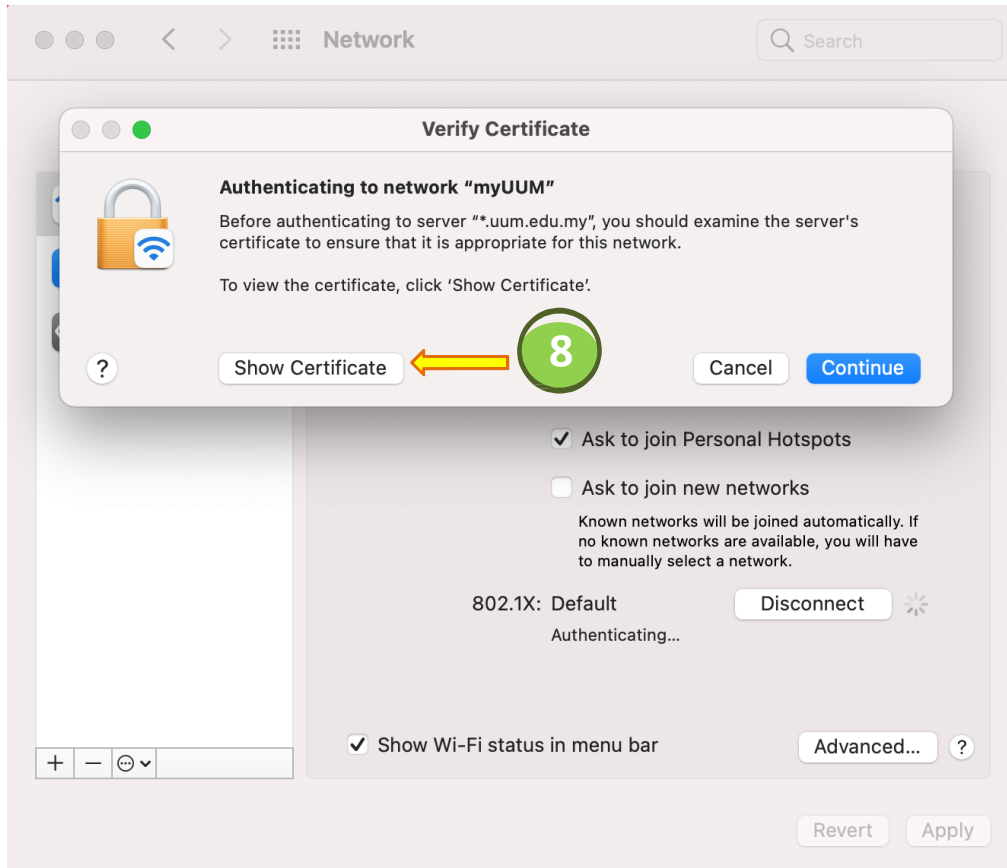 Network
Search
Verify Certificate
Authenticating to network “myUUM”
Before authenticating to server “*.uum.edu.my”, you should examine the server's
certificate to ensure that it is appropriate for this network.
To view the certificate, click ‘Show Certificate’.
8
? Show Certificate Cancel Continue
Ask to join Personal Hotspots
Ask to join new networks
Known networks will be joined automatically. If
no known networks are available, you will have
to manually select a network.
802.1X: Default Disconnect
Authenticating...
Show Wi-Fi status in menu bar Advanced... ?
Revert Apply